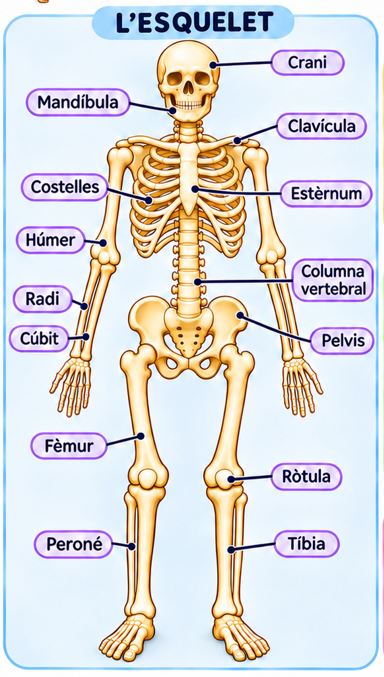 L'ESQUELET
Crani
Mandíbula
Clavícula
Costelles
Estèrnum
Húmer
Columna
vertebral
Radi
Cúbit
Pelvis
Fèmur
Ròtula
Peroné
Tíbia